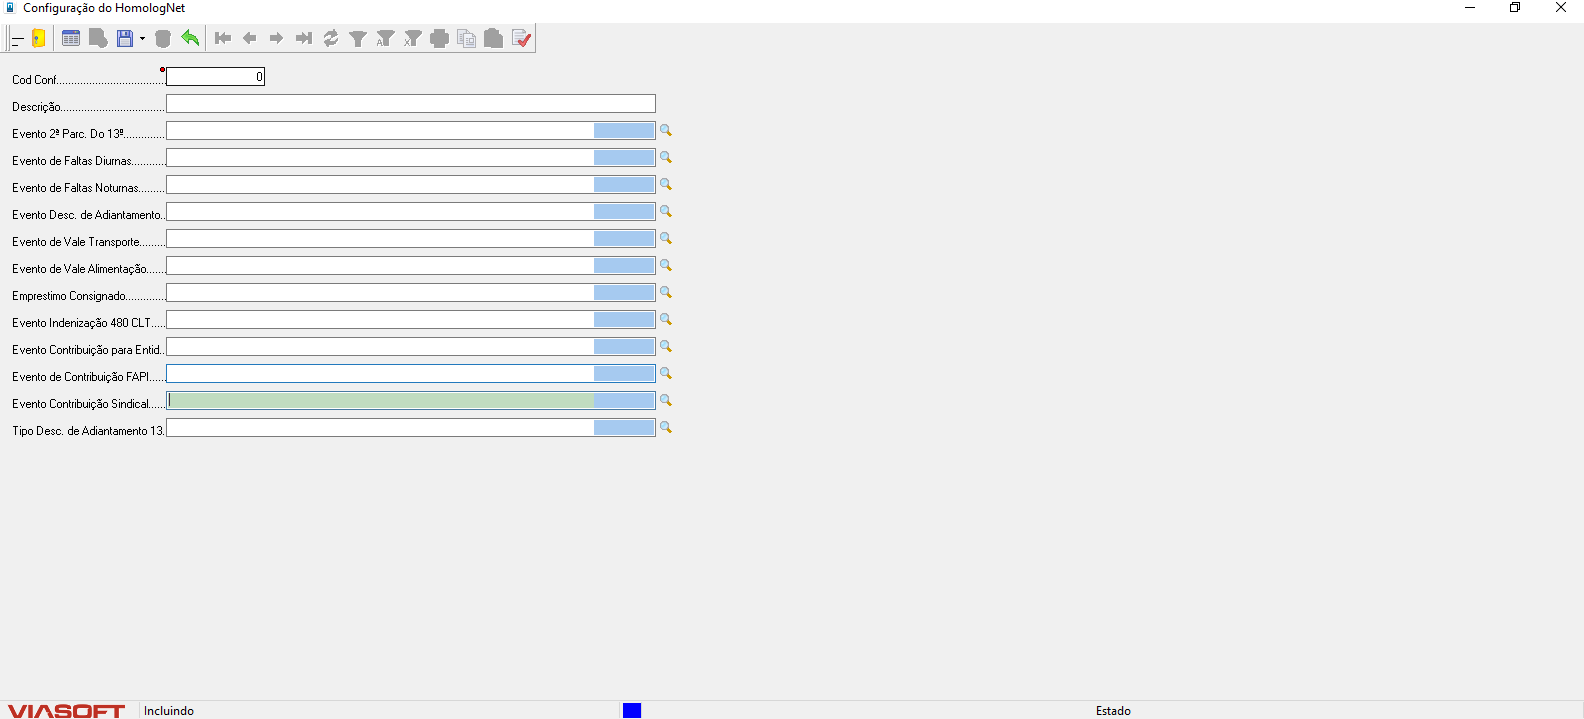 Configuração do HomologNet
Cod Conf..................................... 0
Descrição...................................
Evento 2ª Parc. Do 13º..............
Evento de Faltas Diurnas............
Evento de Faltas Noturnas.........
Evento Desc. de Adiantamento..
Evento de Vale Transporte.........
Evento de Vale Alimentação.......
Emprestimo Consignado..............
Evento Indenização 480 CLT.....
Evento Contribuição para Entid..
Evento de Contribuição FAPI......
Evento Contribuição Sindical......
Tipo Desc. de Adiantamento 13.
VIASOFT Incluindo Estado